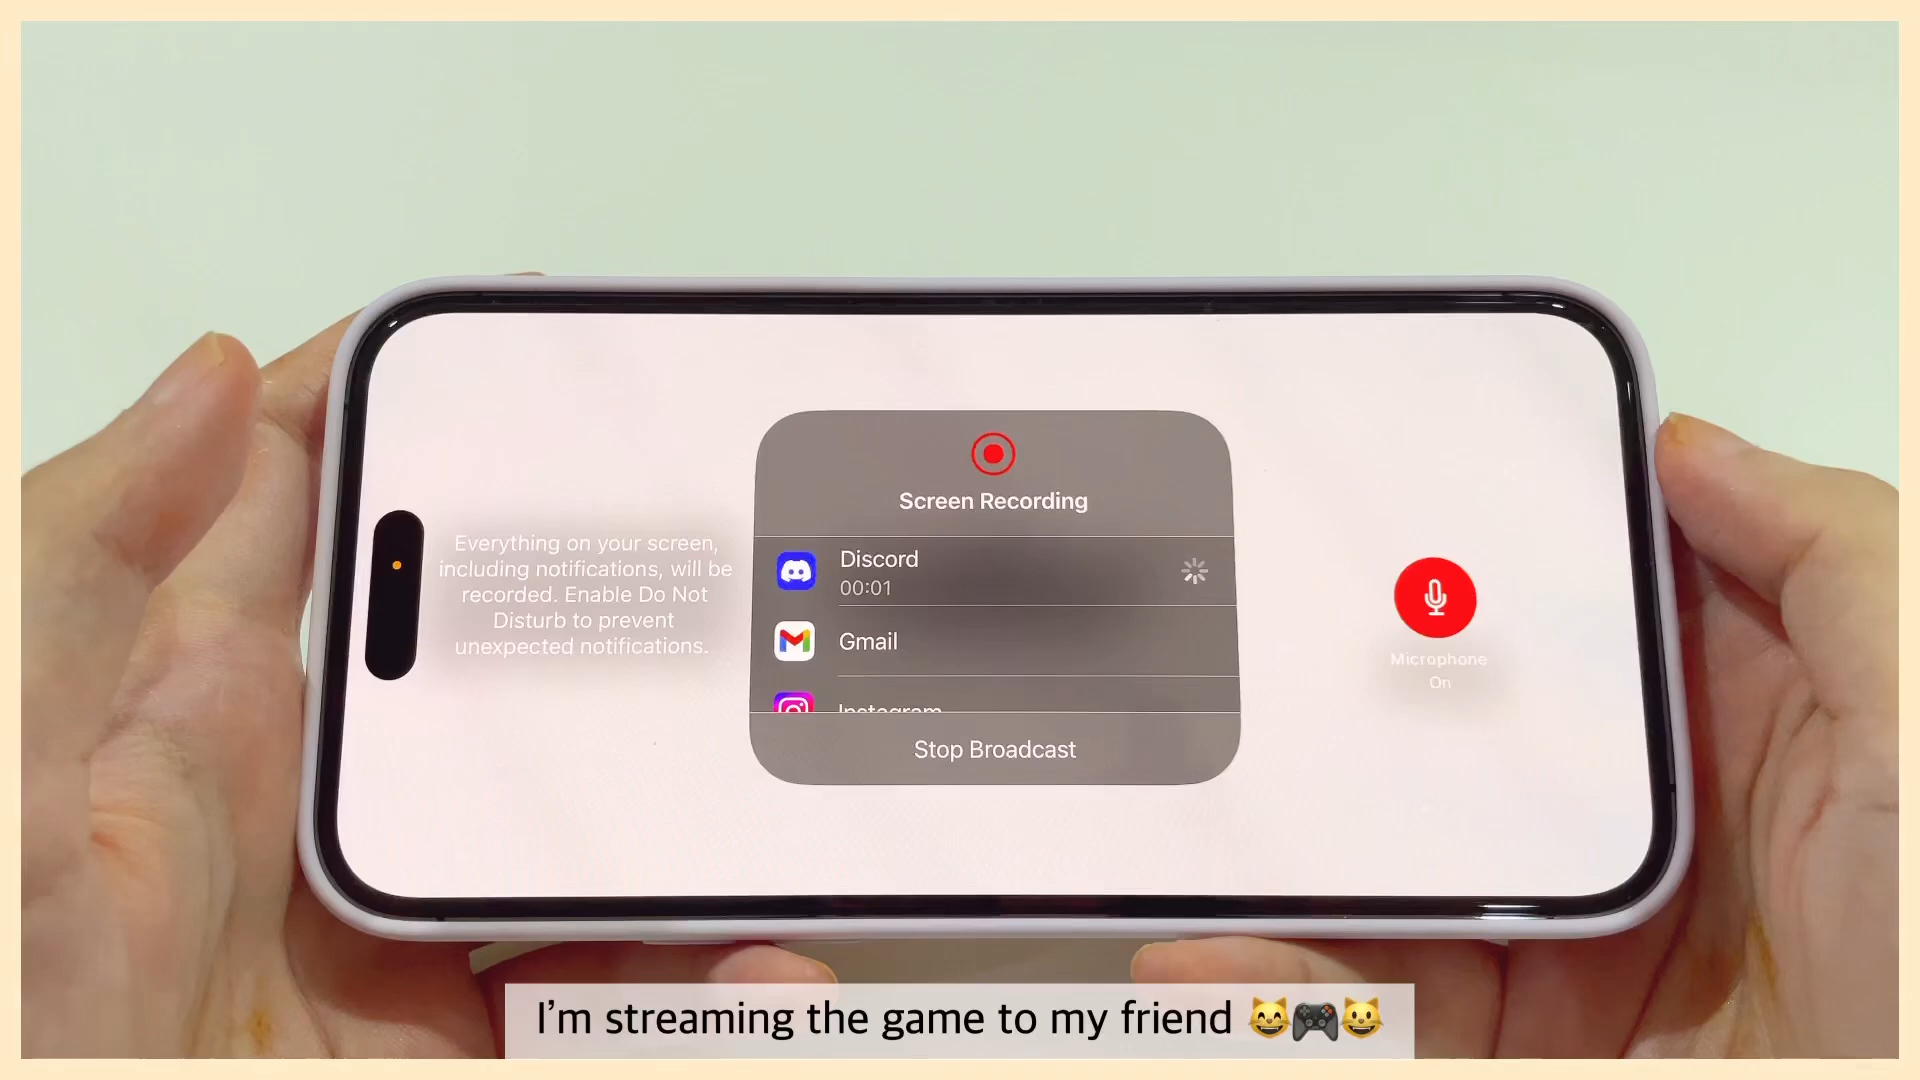 Everything on your screen,
including notifications, will be
recorded. Enable Do Not
Disturb to prevent
unexpected notifications.
Screen Recording
Discord
00:01
Gmail
Instagram
Stop Broadcast
Microphone
On
I'm streaming the game to my friend 😸🎮😺